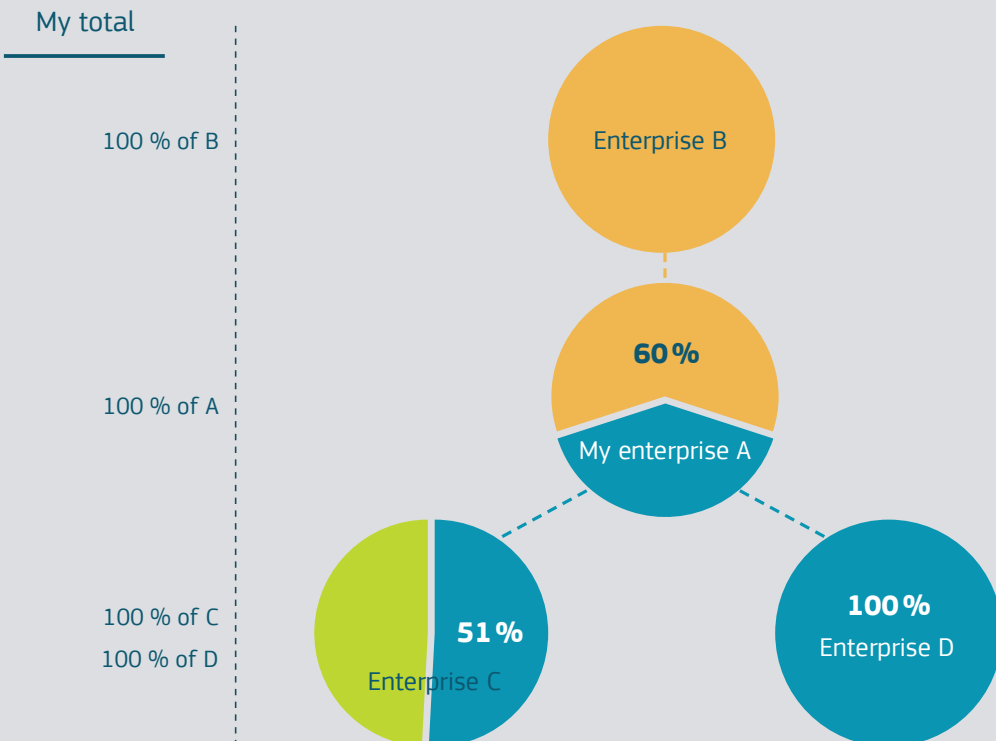 My total
100 % of B
Enterprise B
60 %
100 % of A
My enterprise A
100 % of C
100 % of D
51 %
Enterprise C
100 %
Enterprise D